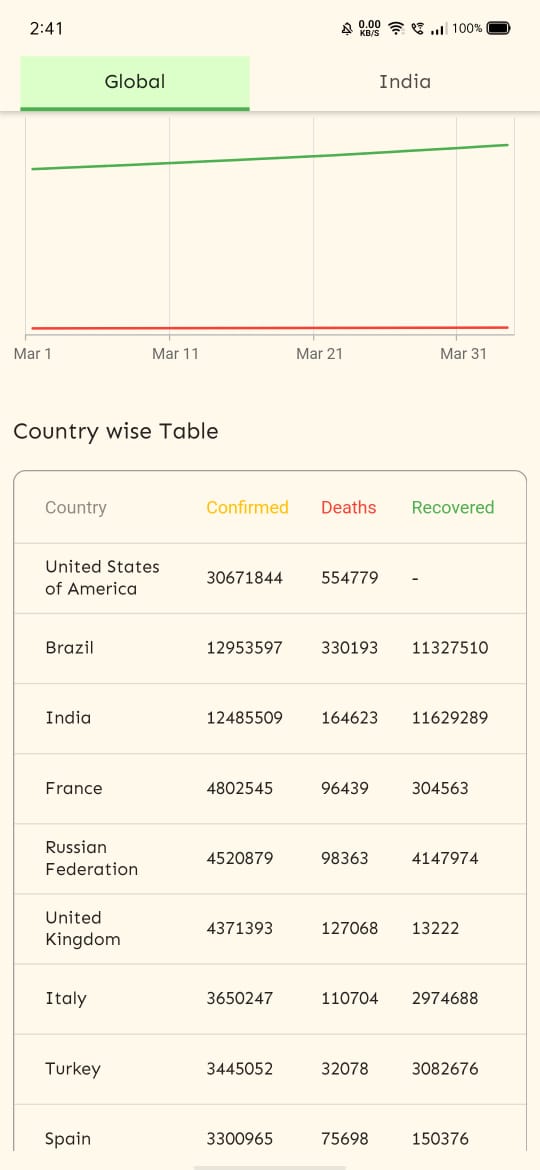 2:41 0.00 KB/S 100%
Global India
Mar 1 Mar 11 Mar 21 Mar 31
Country wise Table
Country Confirmed Deaths Recovered
United States
of America 30671844 554779 -
Brazil 12953597 330193 11327510
India 12485509 164623 11629289
France 4802545 96439 304563
Russian
Federation 4520879 98363 4147974
United
Kingdom 4371393 127068 13222
Italy 3650247 110704 2974688
Turkey 3445052 32078 3082676
Spain 3300965 75698 150376